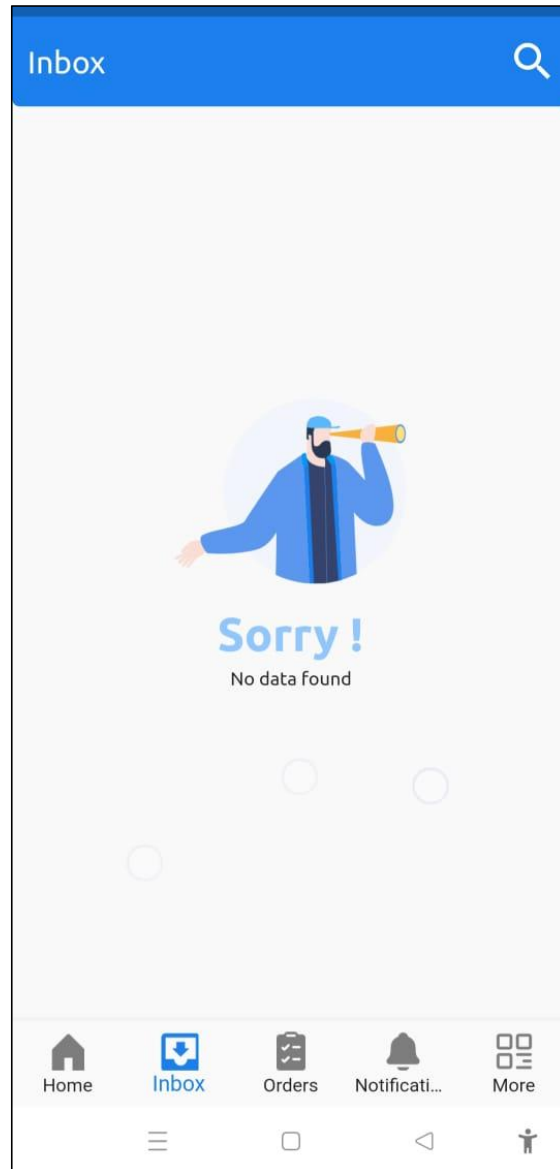 Inbox
Sorry !
No data found
Home
Inbox
Orders
Notificati...
More